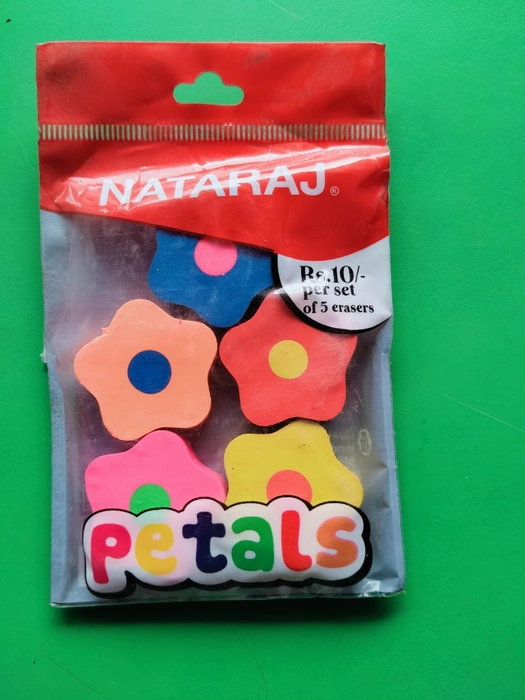 NATARAJ®
Rs.10/-
per set
of 5 erasers
petals